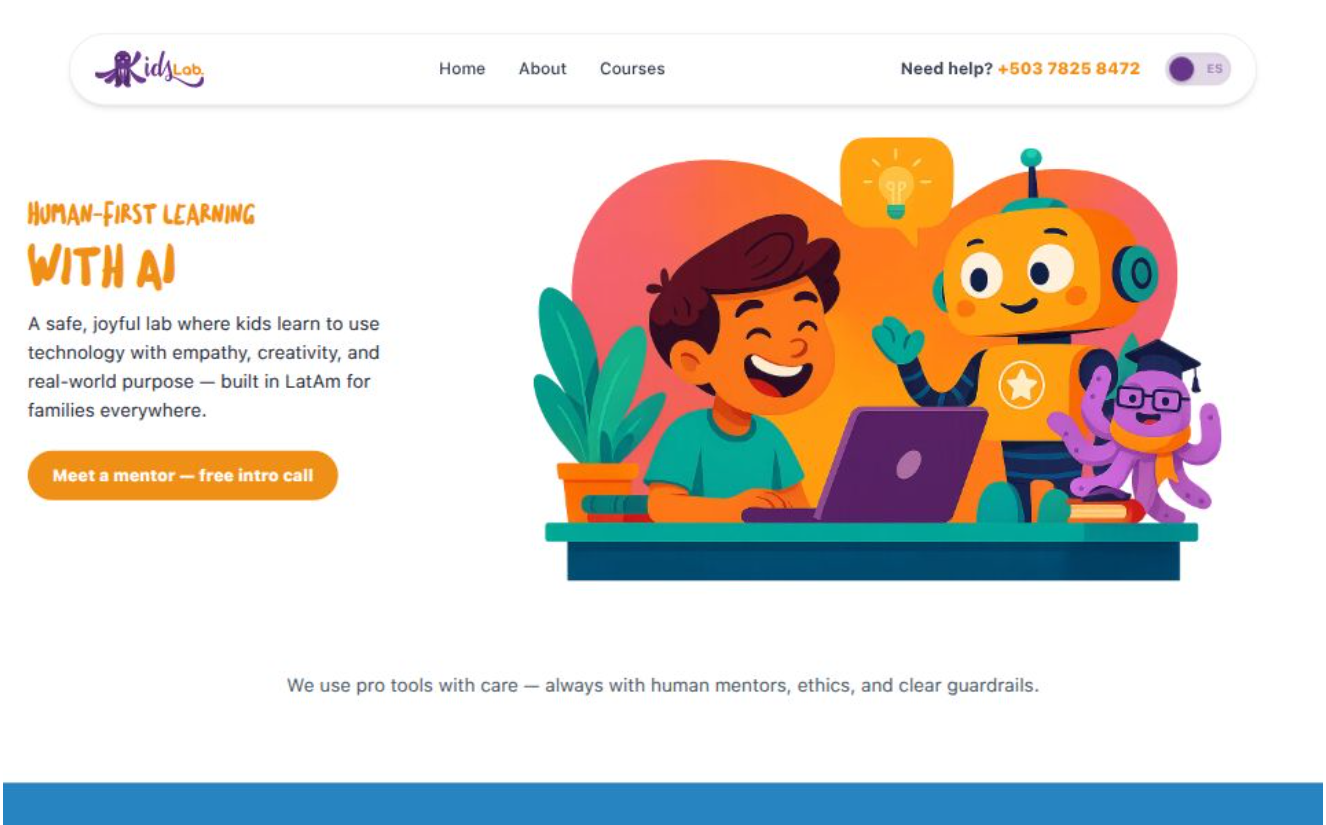 KidsLab.
Home About Courses
Need help? +503 7825 8472
ES
HUMAN-FIRST LEARNING
WITH AI
A safe, joyful lab where kids learn to use
technology with empathy, creativity, and
real-world purpose — built in LatAm for
families everywhere.
Meet a mentor — free intro call
We use pro tools with care — always with human mentors, ethics, and clear guardrails.